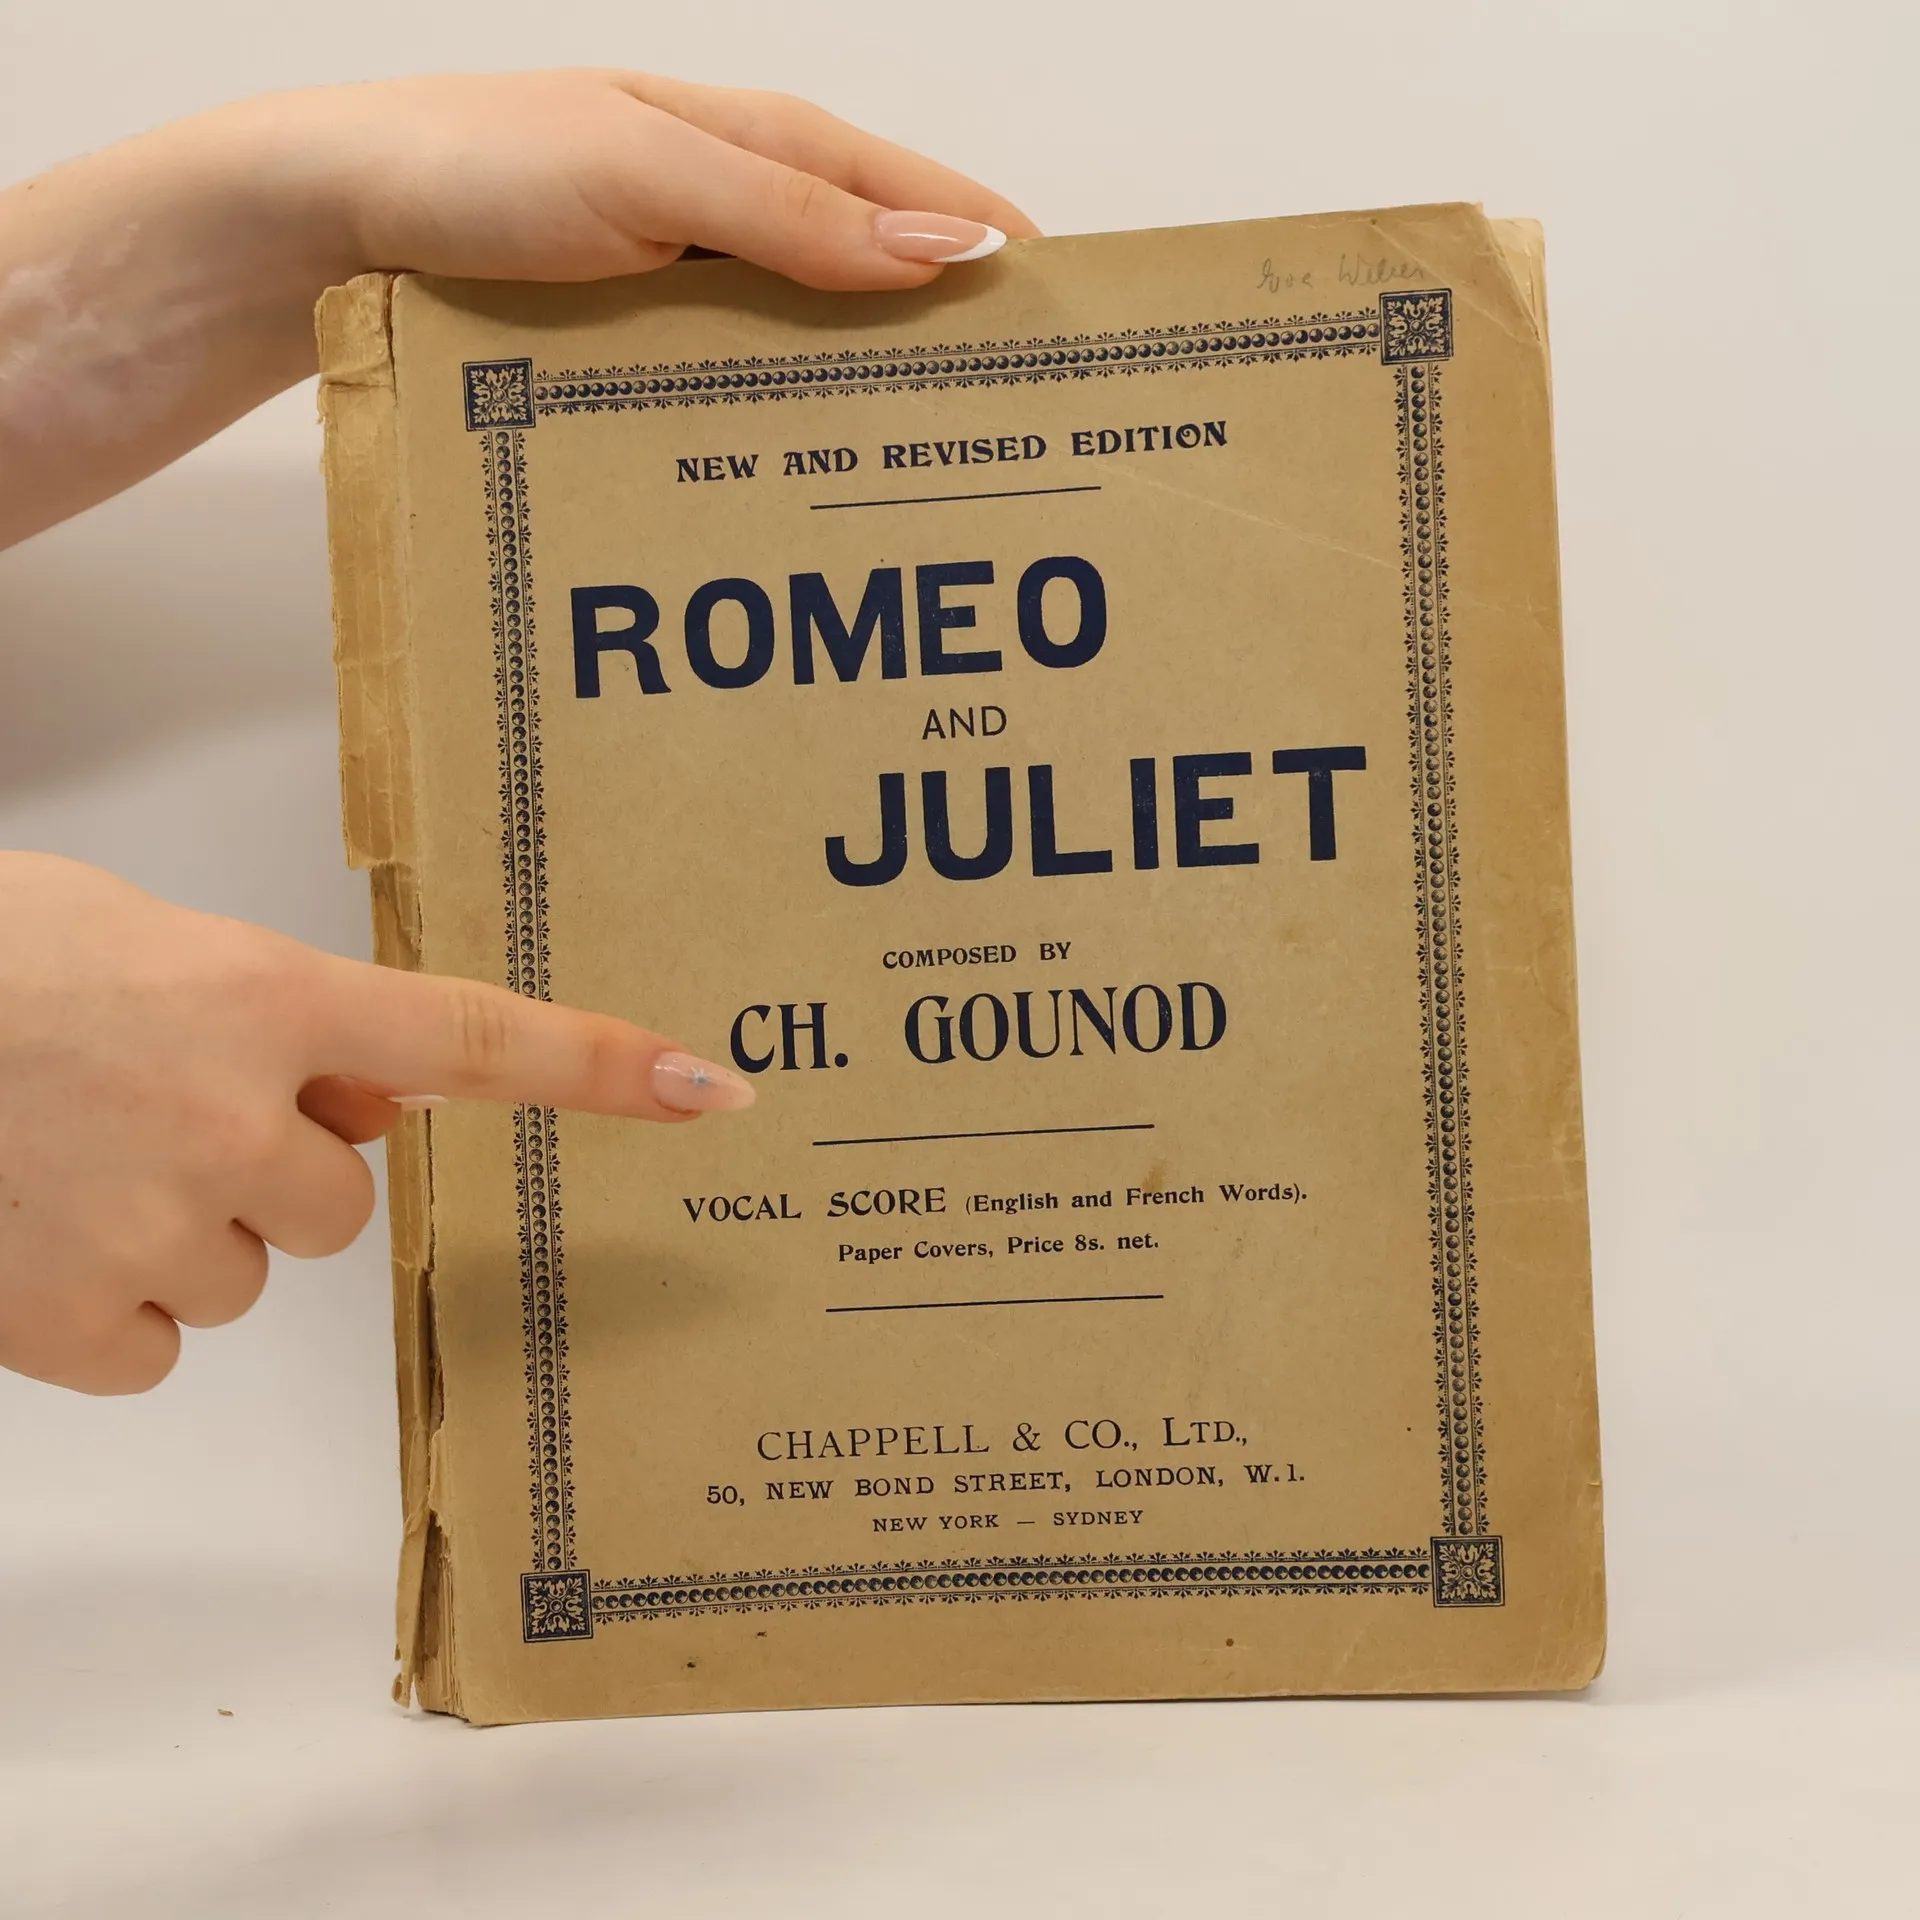 NEW AND REVISED EDITION
ROMEO
AND
JULIET
COMPOSED BY
CH. GOUNOD
VOCAL SCORE (English and French Words).
Paper Covers, Price 8s. net.
CHAPPELL & CO., LTD.,
50, NEW BOND STREET, LONDON, W.1.
NEW YORK — SYDNEY